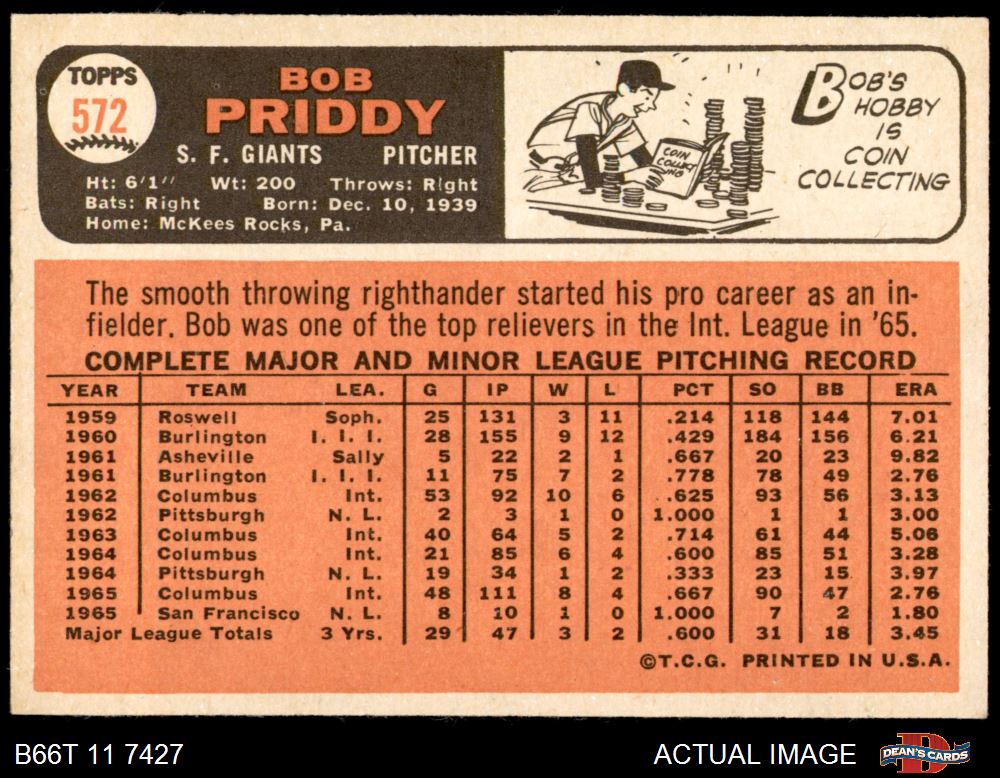 TOPPS
572
BOB
PRIDDY
S. F. GIANTS PITCHER
Ht: 6'1" Wt: 200 Throws: Right
Bats: Right Born: Dec. 10, 1939
Home: McKees Rocks, Pa.
COIN
COLLECTING
BOB'S
HOBBY
IS
COIN
COLLECTING
The smooth throwing righthander started his pro career as an in-
fielder. Bob was one of the top relievers in the Int. League in '65.
COMPLETE MAJOR AND MINOR LEAGUE PITCHING RECORD
YEAR TEAM LEA. G IP W L PCT SO BB ERA
1959 Roswell Soph. 25 131 3 11 .214 118 144 7.01
1960 Burlington I. I. I. 28 155 9 12 .429 184 156 6.21
1961 Asheville Sally 5 22 2 1 .667 20 23 9.82
1961 Burlington I. I. I. 11 75 7 2 .778 78 49 2.76
1962 Columbus Int. 53 92 10 6 .625 93 56 3.13
1962 Pittsburgh N. L. 2 3 1 0 1.000 1 1 3.00
1963 Columbus Int. 40 64 5 2 .714 61 44 5.06
1964 Columbus Int. 21 85 6 4 .600 85 51 3.28
1964 Pittsburgh N. L. 19 34 1 2 .333 23 15 3.97
1965 Columbus Int. 48 111 8 4 .667 90 47 2.76
1965 San Francisco N. L. 8 10 1 0 1.000 7 2 1.80
Major League Totals 3 Yrs. 29 47 3 2 .600 31 18 3.45
©T.C.G. PRINTED IN U.S.A.
B66T 11 7427
ACTUAL IMAGE
DEAN'S CARDS